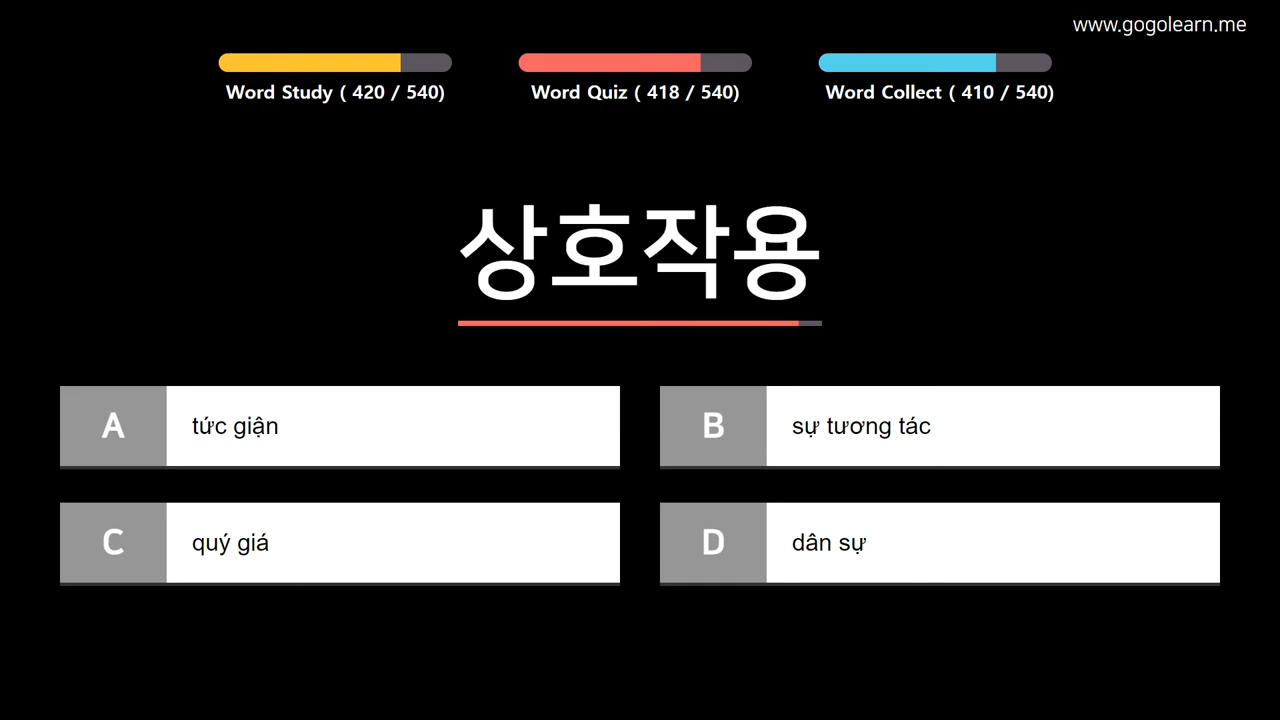 www.gogolearn.me
Word Study ( 420 / 540)
Word Quiz ( 418 / 540)
Word Collect ( 410 / 540)
상호작용
A tức giận
B sự tương tác
C quý giá
D dân sự